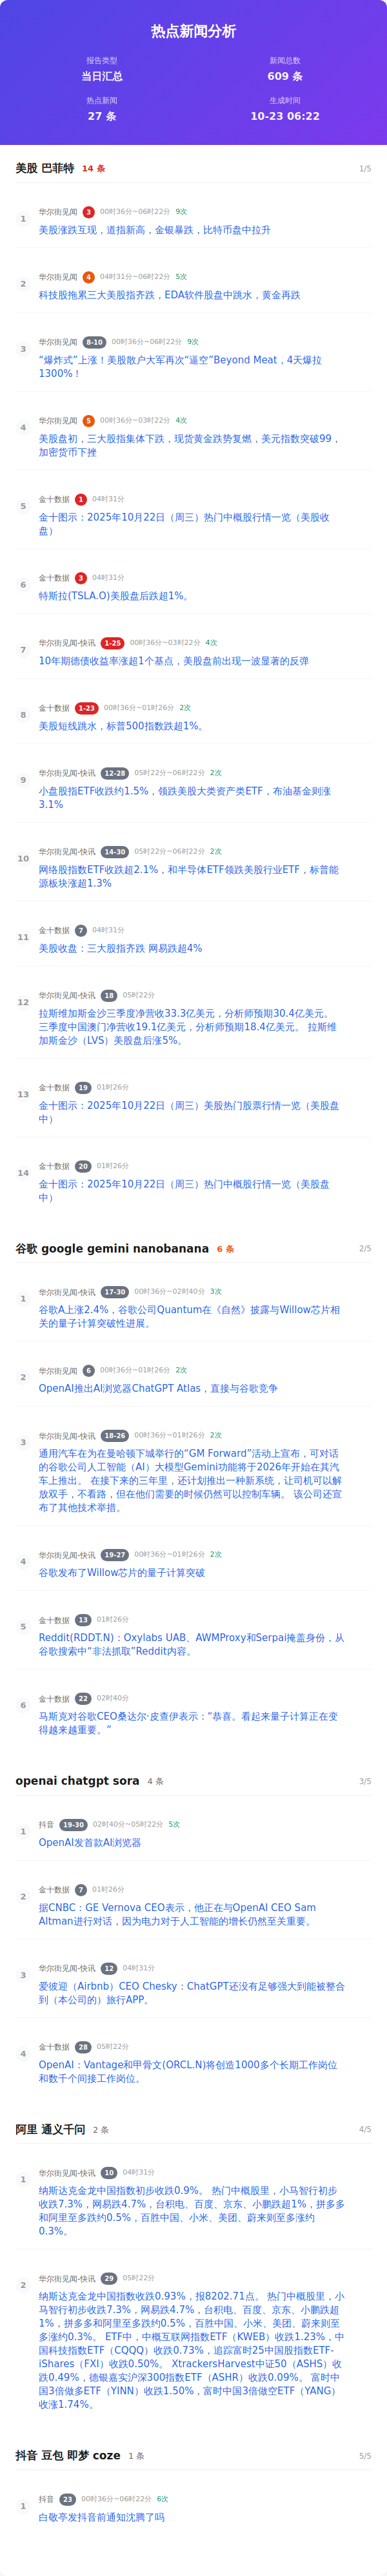 热点新闻分析
报告类型
当日汇总
新闻总数
609 条
热点新闻
27 条
生成时间
10-23 06:22
美股 巴菲特 14 条 1/5
1
华尔街见闻 3 00时36分~06时22分 9次
美股涨跌互现，道指新高，金银暴跌，比特币盘中拉升
2
华尔街见闻 4 04时31分~06时22分 5次
科技股拖累三大美股指齐跌，EDA软件股盘中跳水，黄金再跌
3
华尔街见闻 8-10 00时36分~06时22分 9次
“爆炸式”上涨！美股散户大军再次“逼空”Beyond Meat，4天爆拉
1300%！
4
华尔街见闻 5 00时36分~03时22分 4次
美股盘初，三大股指集体下跌，现货黄金跌势复燃，美元指数突破99，
加密货币下挫
5
金十数据 1 04时31分
金十图示：2025年10月22日（周三）热门中概股行情一览（美股收
盘）
6
金十数据 3 04时31分
特斯拉(TSLA.O)美股盘后跌超1%。
7
华尔街见闻-快讯 1-25 00时36分~03时22分 4次
10年期德债收益率涨超1个基点，美股盘前出现一波显著的反弹
8
金十数据 1-23 00时36分~01时26分 2次
美股短线跳水，标普500指数跌超1%。
9
华尔街见闻-快讯 12-28 05时22分~06时22分 2次
小盘股指ETF收跌约1.5%，领跌美股大类资产类ETF，布油基金则涨
3.1%
10
华尔街见闻-快讯 14-30 05时22分~06时22分 2次
网络股指数ETF收跌超2.1%，和半导体ETF领跌美股行业ETF，标普能
源板块涨超1.3%
11
金十数据 7 04时31分
美股收盘：三大股指齐跌 网易跌超4%
12
华尔街见闻-快讯 18 05时22分
拉斯维加斯金沙三季度净营收33.3亿美元，分析师预期30.4亿美元。
三季度中国澳门净营收19.1亿美元，分析师预期18.4亿美元。 拉斯维
加斯金沙（LVS）美股盘后涨5%。
13
金十数据 19 01时26分
金十图示：2025年10月22日（周三）美股热门股票行情一览（美股盘
中）
14
金十数据 20 01时26分
金十图示：2025年10月22日（周三）热门中概股行情一览（美股盘
中）
谷歌 google gemini nanobanana 6 条 2/5
1
华尔街见闻-快讯 17-30 00时36分~02时40分 3次
谷歌A上涨2.4%，谷歌公司Quantum在《自然》披露与Willow芯片相
关的量子计算突破性进展。
2
华尔街见闻 6 00时36分~01时26分 2次
OpenAI推出AI浏览器ChatGPT Atlas，直接与谷歌竞争
3
华尔街见闻-快讯 18-26 00时36分~01时26分 2次
通用汽车在为在曼哈顿下城举行的“GM Forward”活动上宣布，可对话
的谷歌公司人工智能（AI）大模型Gemini功能将于2026年开始在其汽
车上推出。 在接下来的三年里，还计划推出一种新系统，让司机可以解
放双手，不看路，但在他们需要的时候仍然可以控制车辆。 该公司还宣
布了其他技术举措。
4
华尔街见闻-快讯 19-27 00时36分~01时26分 2次
谷歌发布了Willow芯片的量子计算突破
5
金十数据 13 01时26分
Reddit(RDDT.N)：Oxylabs UAB、AWMProxy和Serpai掩盖身份，从
谷歌搜索中“非法抓取”Reddit内容。
6
金十数据 22 02时40分
马斯克对谷歌CEO桑达尔·皮查伊表示：“恭喜。看起来量子计算正在变
得越来越重要。”
openai chatgpt sora 4 条 3/5
1
抖音 19-30 02时40分~05时22分 5次
OpenAI发首款AI浏览器
2
金十数据 7 01时26分
据CNBC：GE Vernova CEO表示，他正在与OpenAI CEO Sam
Altman进行对话，因为电力对于人工智能的增长仍然至关重要。
3
华尔街见闻-快讯 12 04时31分
爱彼迎（Airbnb）CEO Chesky：ChatGPT还没有足够强大到能被整合
到（本公司的）旅行APP。
4
金十数据 28 05时22分
OpenAI：Vantage和甲骨文(ORCL.N)将创造1000多个长期工作岗位
和数千个间接工作岗位。
阿里 通义千问 2 条 4/5
1
华尔街见闻-快讯 10 04时31分
纳斯达克金龙中国指数初步收跌0.9%。 热门中概股里，小马智行初步
收跌7.3%，网易跌4.7%，台积电、百度、京东、小鹏跌超1%，拼多多
和阿里至多跌约0.5%，百胜中国、小米、美团、蔚来则至多涨约
0.3%。
2
华尔街见闻-快讯 29 05时22分
纳斯达克金龙中国指数收跌0.93%，报8202.71点。 热门中概股里，小
马智行初步收跌7.3%，网易跌4.7%，台积电、百度、京东、小鹏跌超
1%，拼多多和阿里至多跌约0.5%，百胜中国、小米、美团、蔚来则至
多涨约0.3%。 ETF中，中概互联网指数ETF（KWEB）收跌1.23%，中
国科技指数ETF（CQQQ）收跌0.73%，追踪富时25中国股指数ETF-
iShares（FXI）收跌0.50%。 XtrackersHarvest中证50（ASHS）收
跌0.49%，德银嘉实沪深300指数ETF（ASHR）收跌0.09%。 富时中
国3倍做多ETF（YINN）收跌1.50%，富时中国3倍做空ETF（YANG）
收涨1.74%。
抖音 豆包 即梦 coze 1 条 5/5
1
抖音 23 00时36分~06时22分 6次
白敬亭发抖音前通知沈腾了吗